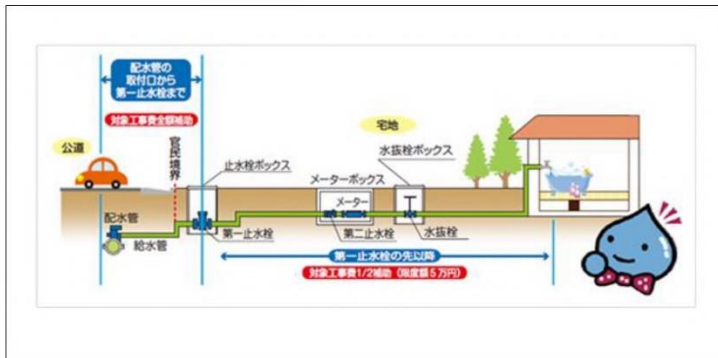 配水管の
取付口から
第一止水栓まで
対象工事費全額補助
公道
官民境界
宅地
止水栓ボックス
水抜栓ボックス
メーターボックス
メーター
配水管
給水管
第一止水栓
第二止水栓
水抜栓
第一止水栓の先以降
対象工事費1/2補助（限度額5万円）